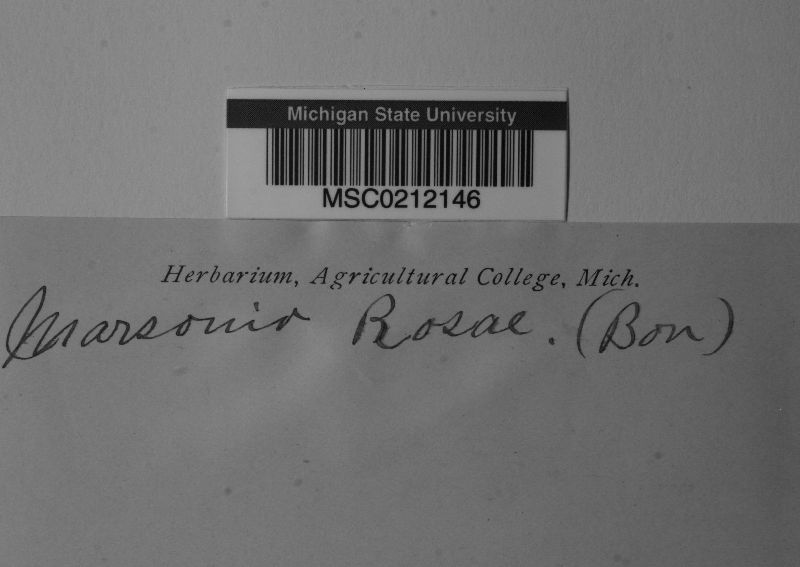 Michigan State University
MSC0212146
Herbarium, Agricultural College, Mich.
Marsonia Rosae. (Bon)